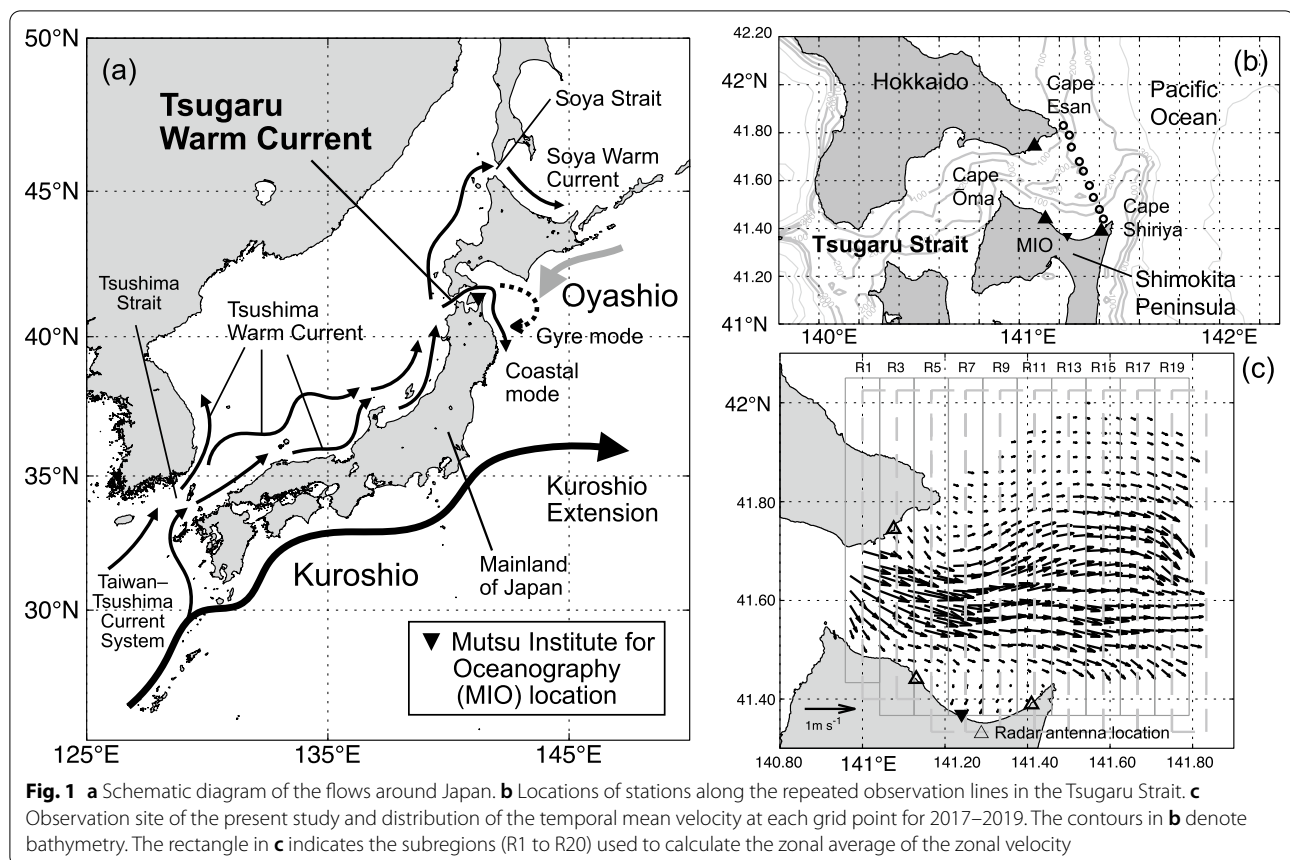 50°N
45°N
40°N
35°N
30°N
125°E
135°E
145°E
(a)
Tsugaru
Warm Current
Soya Strait
Soya Warm
Current
Tsushima
Strait
Tsushima
Warm Current
Oyashio
Gyre mode
Coastal
mode
Kuroshio
Extension
Kuroshio
Mainland
of Japan
Taiwan–
Tsushima
Current
System
▼ Mutsu Institute for
Oceanography
(MIO) location
42.20
42°N
41.80
41.60
41.40
41.20
41°N
140°E
141°E
142°E
(b)
Hokkaido
Cape
Esan
Pacific
Ocean
Cape
Ōma
Cape
Shiriya
Tsugaru Strait
MIO
Shimokita
Peninsula
(c)
R1 R3 R5 R7 R9 R11 R13 R15 R17 R19
42°N
41.80
41.60
41.40
1m s⁻¹
△ Radar antenna location
140.80 141°E 141.20 141.40 141.60 141.80
Fig. 1 a Schematic diagram of the flows around Japan. b Locations of stations along the repeated observation lines in the Tsugaru Strait. c
Observation site of the present study and distribution of the temporal mean velocity at each grid point for 2017–2019. The contours in b denote
bathymetry. The rectangle in c indicates the subregions (R1 to R20) used to calculate the zonal average of the zonal velocity